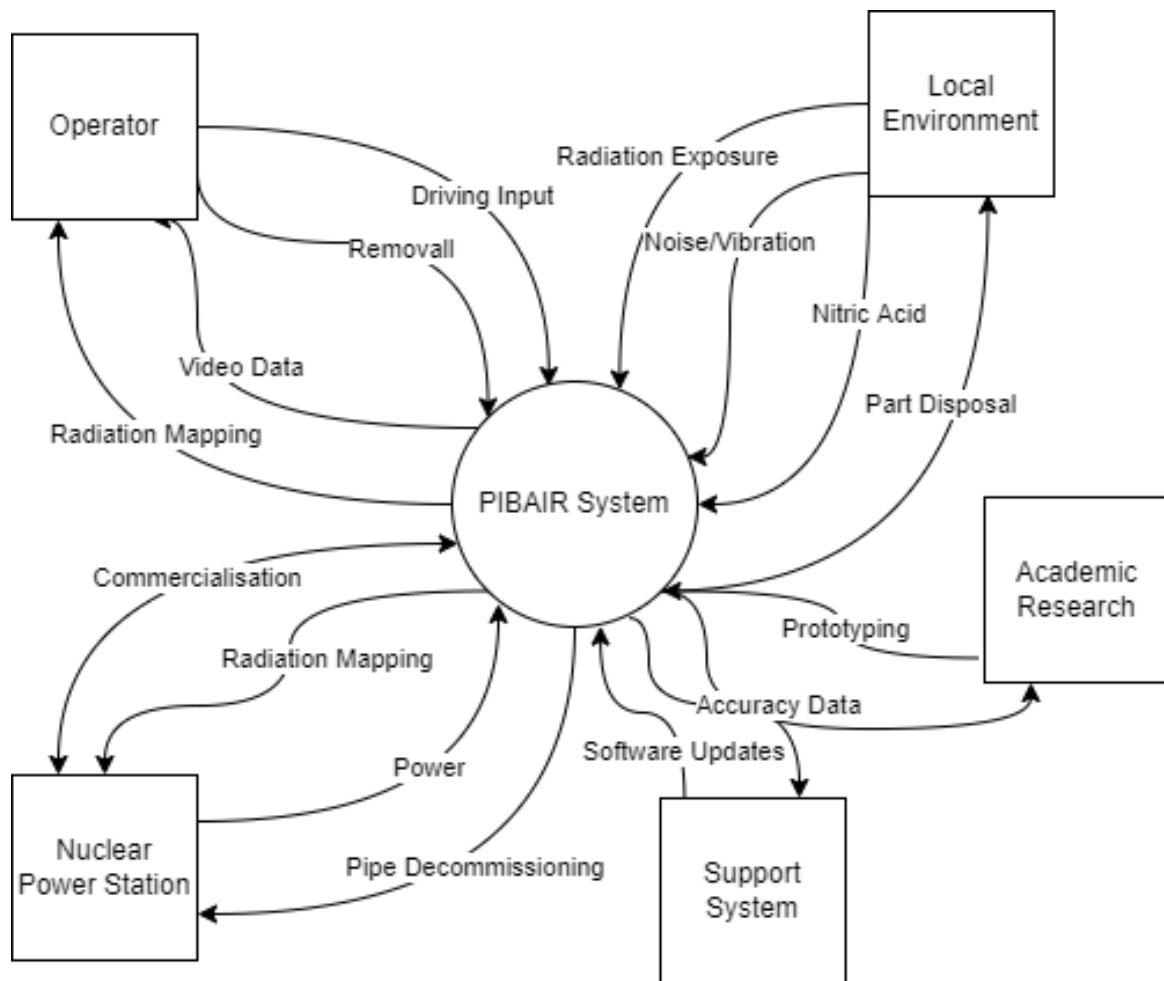 Operator
Local
Environment
Radiation Exposure
Driving Input
Noise/Vibration
Removall
Nitric Acid
Video Data
Part Disposal
Radiation Mapping
PIBAIR System
Commercialisation
Academic
Research
Prototyping
Radiation Mapping
Accuracy Data
Software Updates
Power
Nuclear
Power Station
Pipe Decommissioning
Support
System